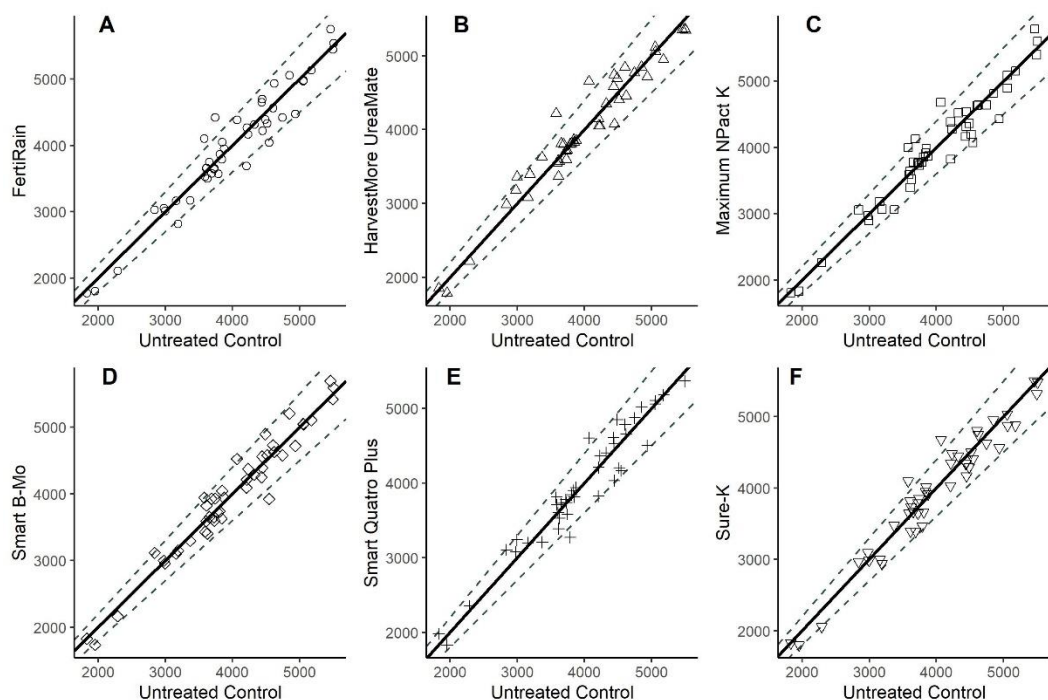 A
FertiRain
5000
4000
3000
2000
2000 3000 4000 5000
Untreated Control
B
HarvestMore UreaMate
5000
4000
3000
2000
2000 3000 4000 5000
Untreated Control
C
Maximum NPact K
5000
4000
3000
2000
2000 3000 4000 5000
Untreated Control
D
Smart B-Mo
5000
4000
3000
2000
2000 3000 4000 5000
Untreated Control
E
Smart Quatro Plus
5000
4000
3000
2000
2000 3000 4000 5000
Untreated Control
F
Sure-K
5000
4000
3000
2000
2000 3000 4000 5000
Untreated Control